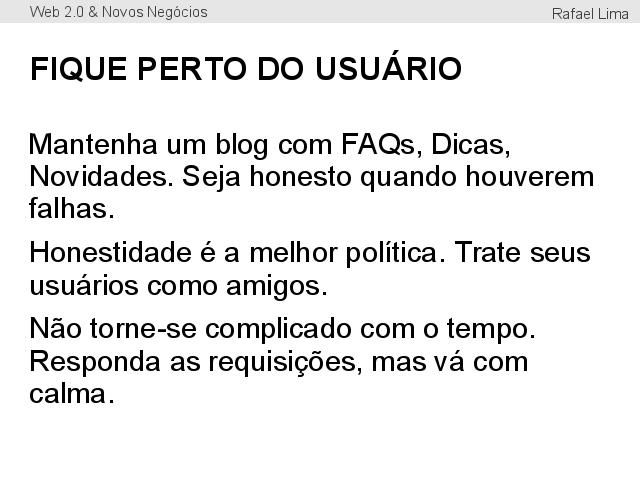 Web 2.0 & Novos Negócios
Rafael Lima
FIQUE PERTO DO USUÁRIO
Mantenha um blog com FAQs, Dicas,
Novidades. Seja honesto quando houverem
falhas.
Honestidade é a melhor política. Trate seus
usuários como amigos.
Não torne-se complicado com o tempo.
Responda as requisições, mas vá com
calma.